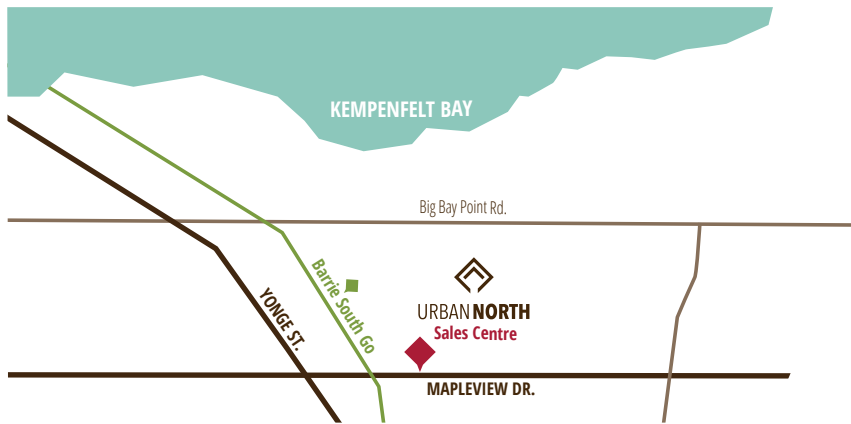 KEMPENFELT BAY
Big Bay Point Rd.
Barrie South Go
YONGE ST.
URBAN NORTH
Sales Centre
MAPLEVIEW DR.